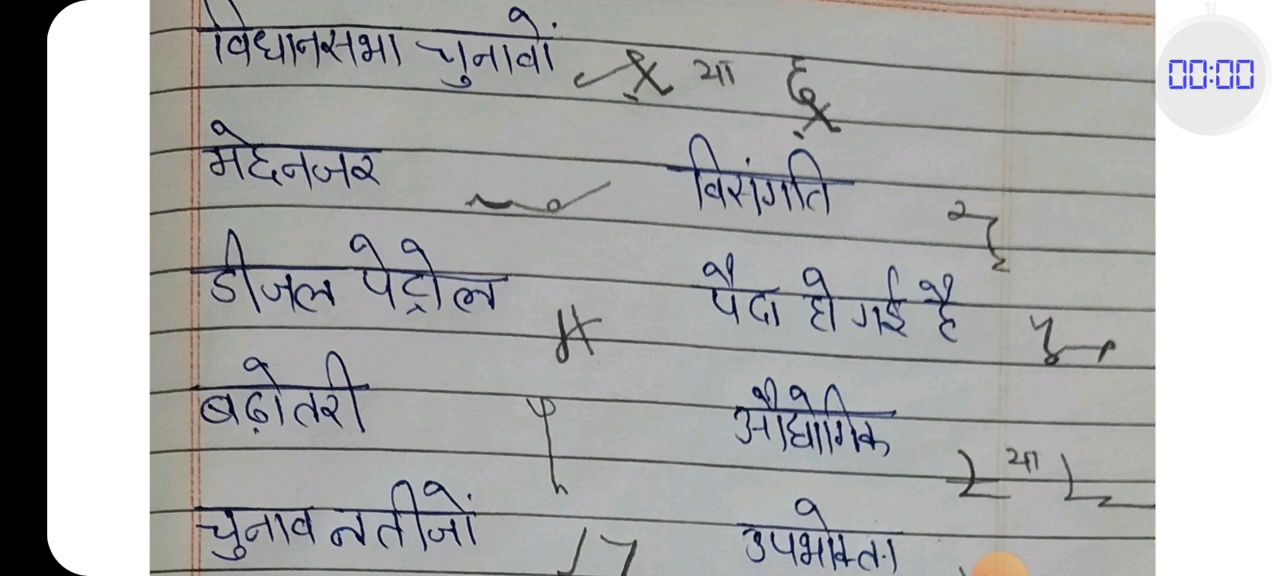 विधानसभा चुनावों या
मद्देनजर विसंगति
डीजल पेट्रोल पैदा हो गई है
बढ़ोतरी औद्योगिक या
चुनाव नतीजों उपभोक्ता
00:00